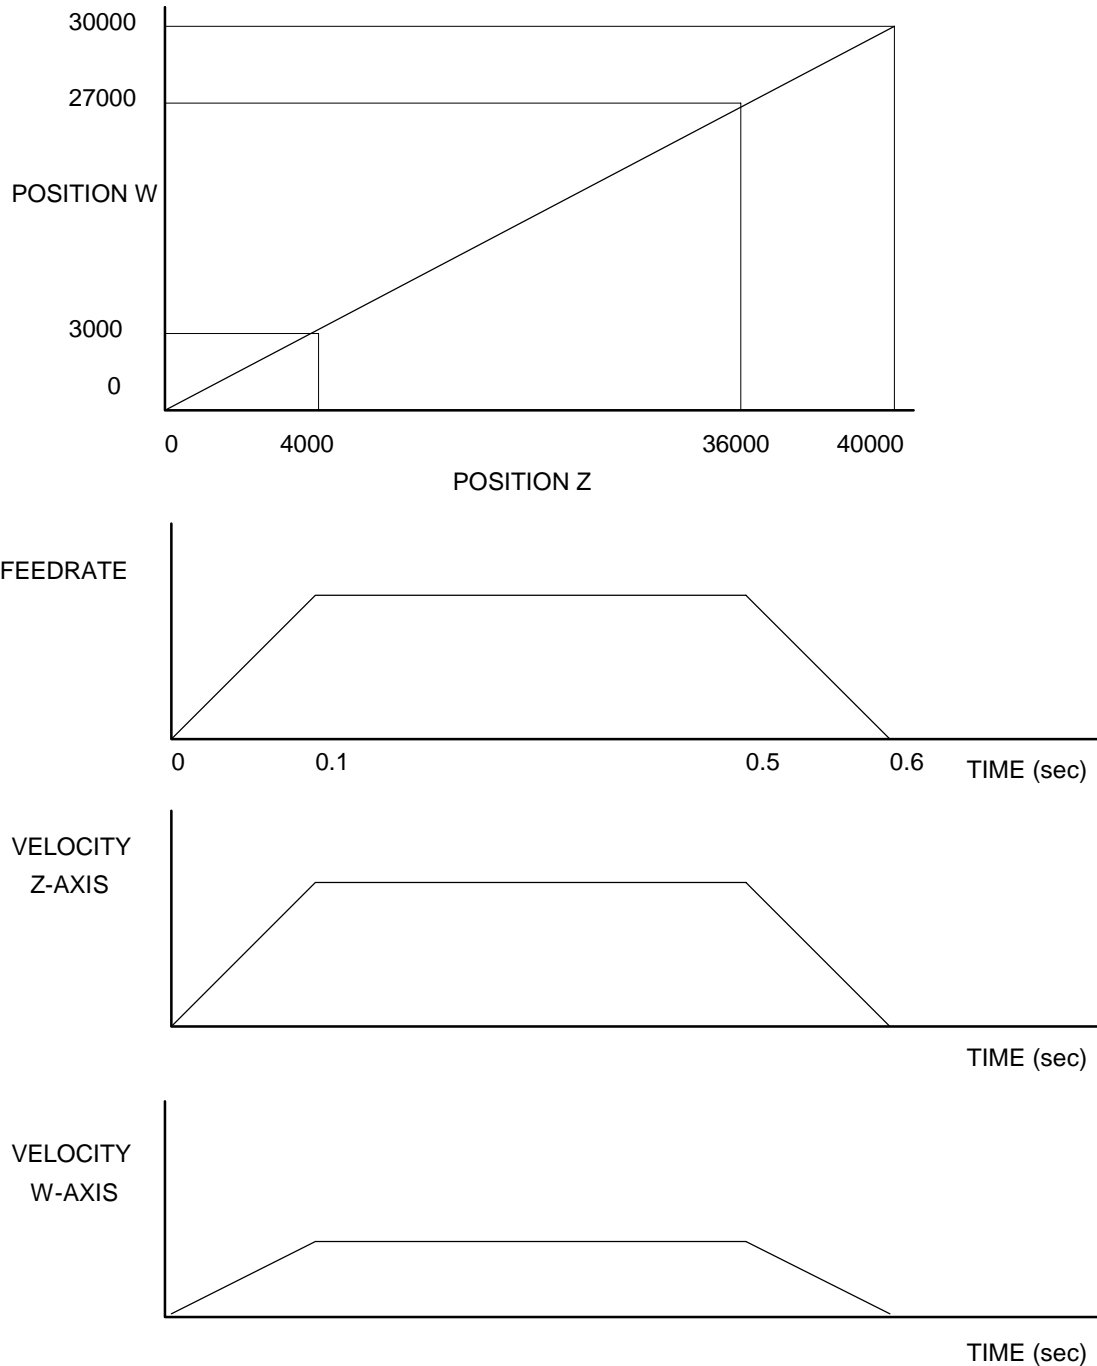 30000
27000
POSITION W
3000
0
0 4000 36000 40000
POSITION Z
FEEDRATE
0 0.1 0.5 0.6 TIME (sec)
VELOCITY
Z-AXIS
TIME (sec)
VELOCITY
W-AXIS
TIME (sec)